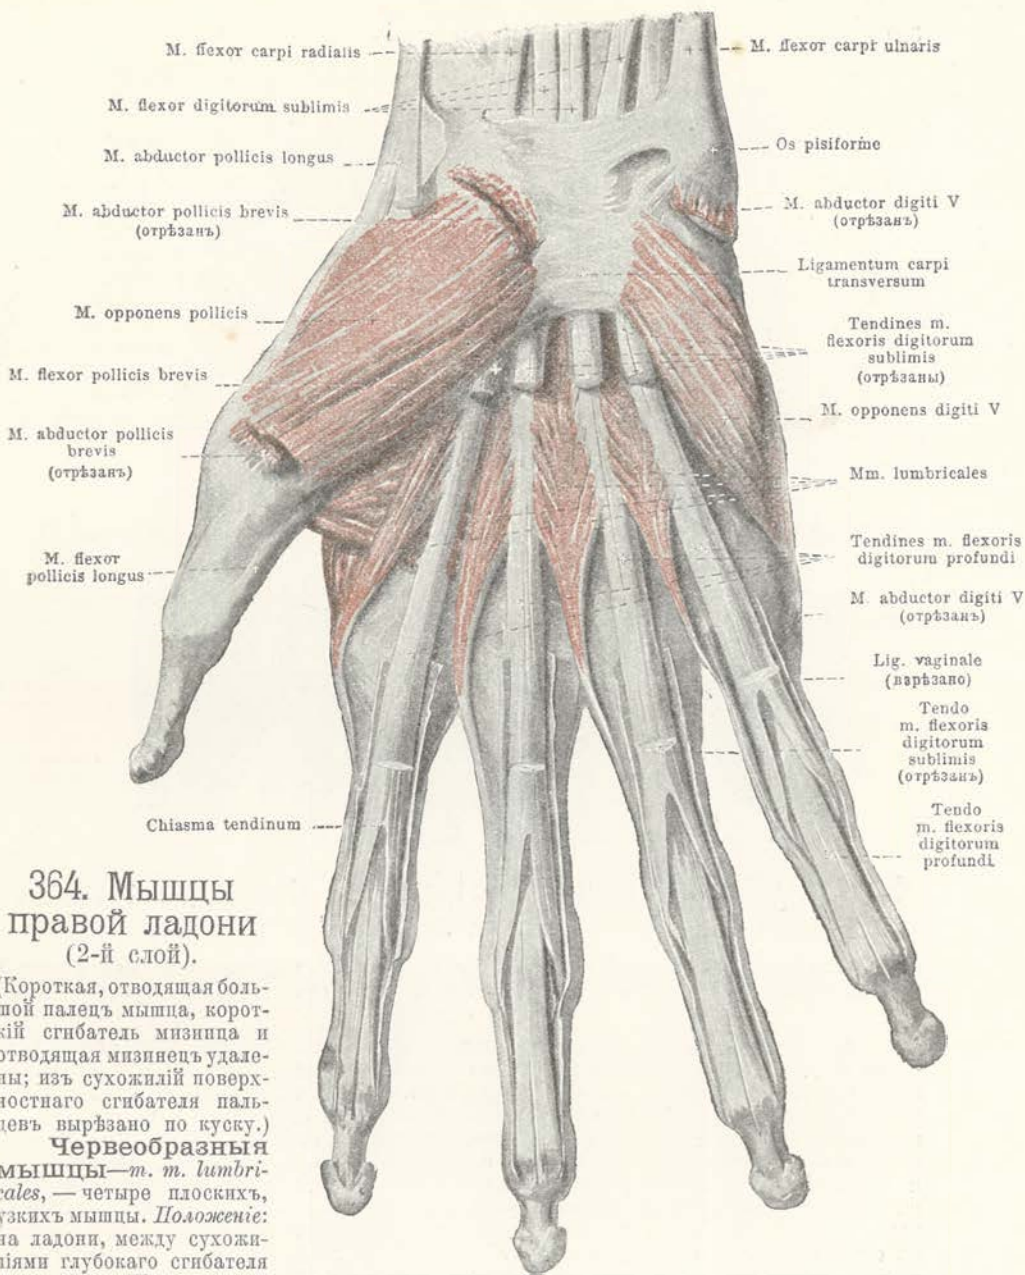 M. flexor carpi radialis
M. flexor digitorum sublimis
M. abductor pollicis longus
M. abductor pollicis brevis
(отрѣзанъ)
M. opponens pollicis
M. flexor pollicis brevis
M. abductor pollicis
brevis
(отрѣзанъ)
M. flexor
pollicis longus
Chiasma tendinum
M. flexor carpi ulnaris
Os pisiforme
M. abductor digiti V
(отрѣзанъ)
Ligamentum carpi
transversum
Tendines m.
flexoris digitorum
sublimis
(отрѣзаны)
M. opponens digiti V
Mm. lumbricales
Tendines m. flexoris
digitorum profundi
M. abductor digiti V
(отрѣзанъ)
Lig. vaginale
(взрѣзано)
Tendo
m. flexoris
digitorum
sublimis
(отрѣзанъ)
Tendo
m. flexoris
digitorum
profundi
364. Мышцы
правой ладони
(2-й слой).
(Короткая, отводящая боль-
шой палецъ мышца, корот-
кій сгибатель мизинца и
отводящая мизинецъ удале-
ны; изъ сухожилій поверх-
ностнаго сгибателя паль-
цевъ вырѣзано по куску.)
Червеобразныя
мышцы—m. m. lumbri-
cales, — четыре плоскихъ,
узкихъ мышцы. Положеніе:
на ладони, между сухожи-
ліями глубокаго сгибателя